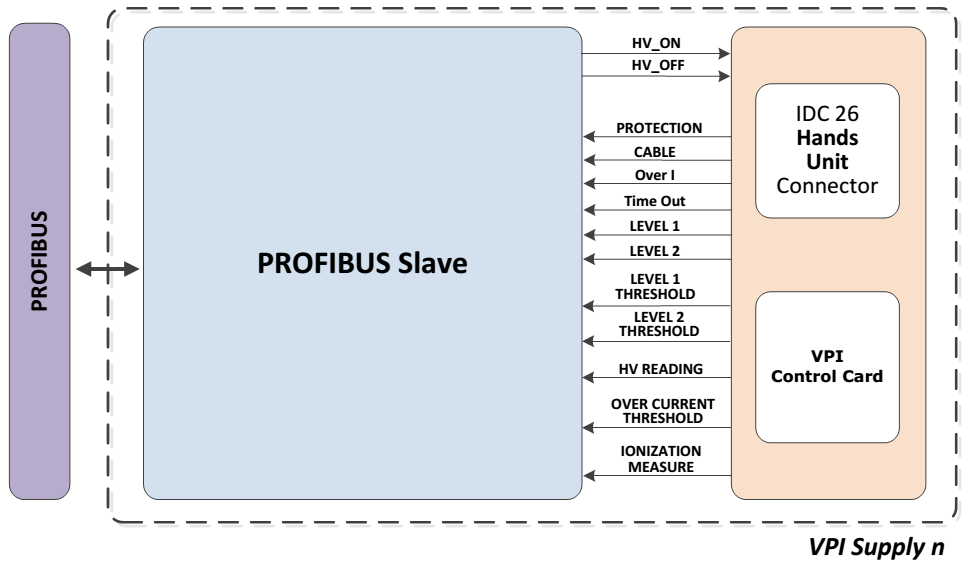 PROFIBUS
PROFIBUS Slave
HV_ON
HV_OFF
PROTECTION
CABLE
Over I
Time Out
LEVEL 1
LEVEL 2
LEVEL 1
THRESHOLD
LEVEL 2
THRESHOLD
HV READING
OVER CURRENT
THRESHOLD
IONIZATION
MEASURE
IDC 26
Hands
Unit
Connector
VPI
Control Card
VPI Supply n